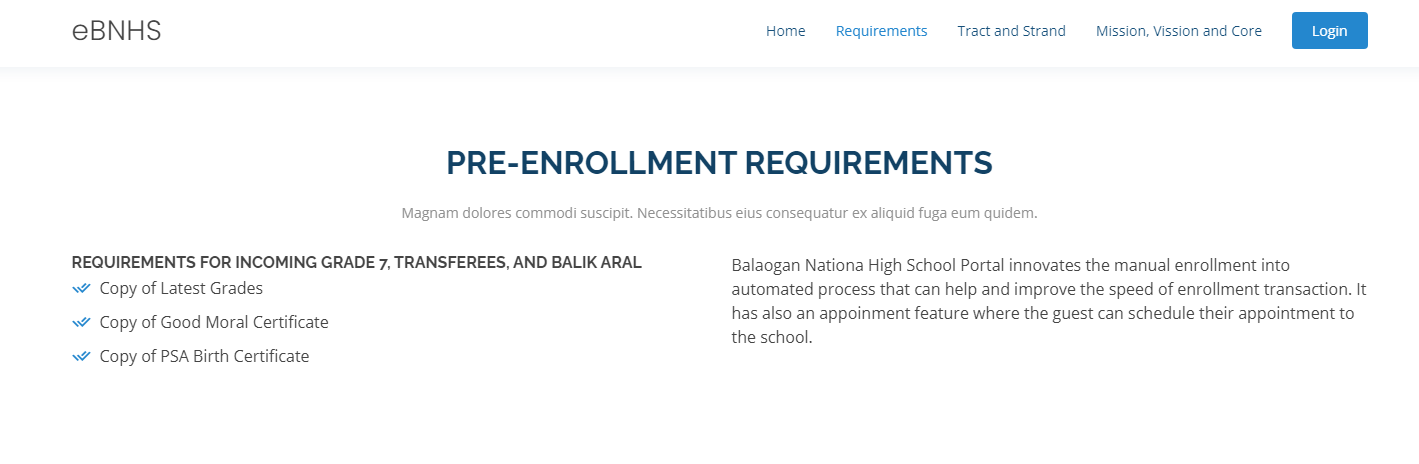 eBNHS
Home
Requirements
Tract and Strand
Mission, Vission and Core
Login
PRE-ENROLLMENT REQUIREMENTS
Magnam dolores commodi suscipit. Necessitatibus eius consequatur ex aliquid fuga eum quidem.
REQUIREMENTS FOR INCOMING GRADE 7, TRANSFEREES, AND BALIK ARAL
Copy of Latest Grades
Copy of Good Moral Certificate
Copy of PSA Birth Certificate
Balaogan Nationa High School Portal innovates the manual enrollment into
automated process that can help and improve the speed of enrollment transaction. It
has also an appoinment feature where the guest can schedule their appointment to
the school.